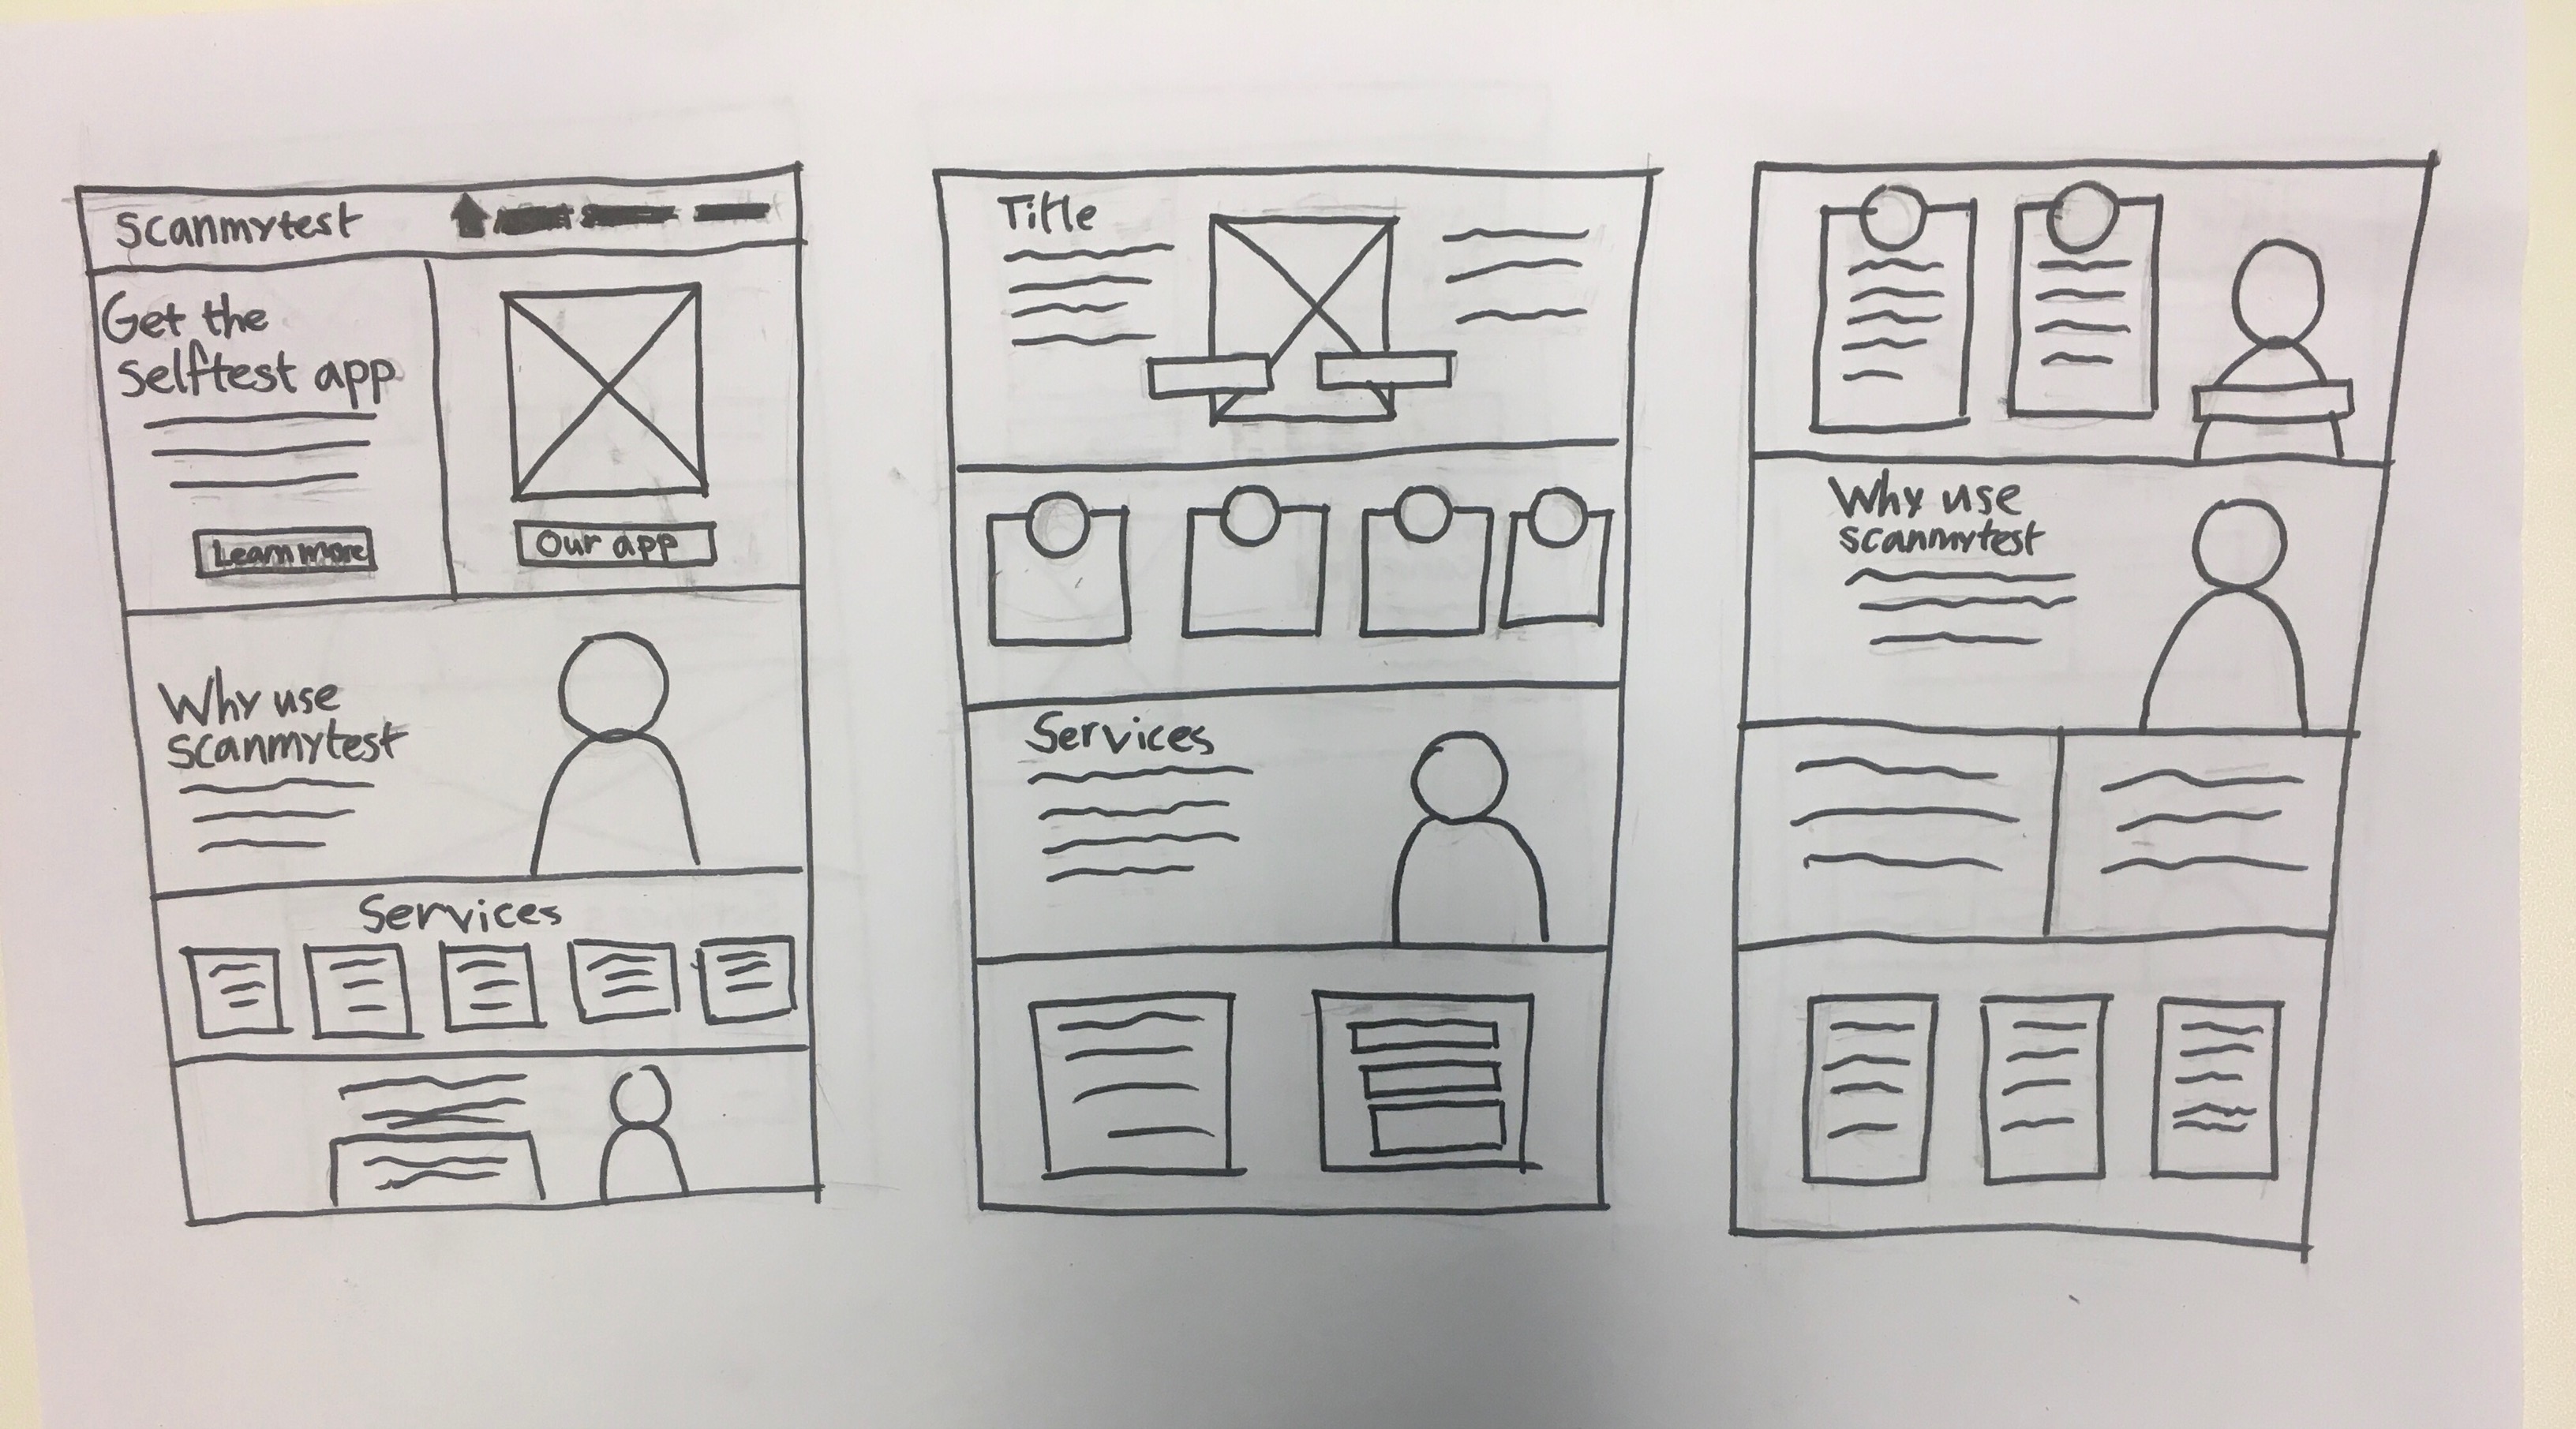 Scanmytest
Get the
selftest app
Learn more
Our app
Why use
scanmytest
Services
Title
Services
Why use
scanmytest